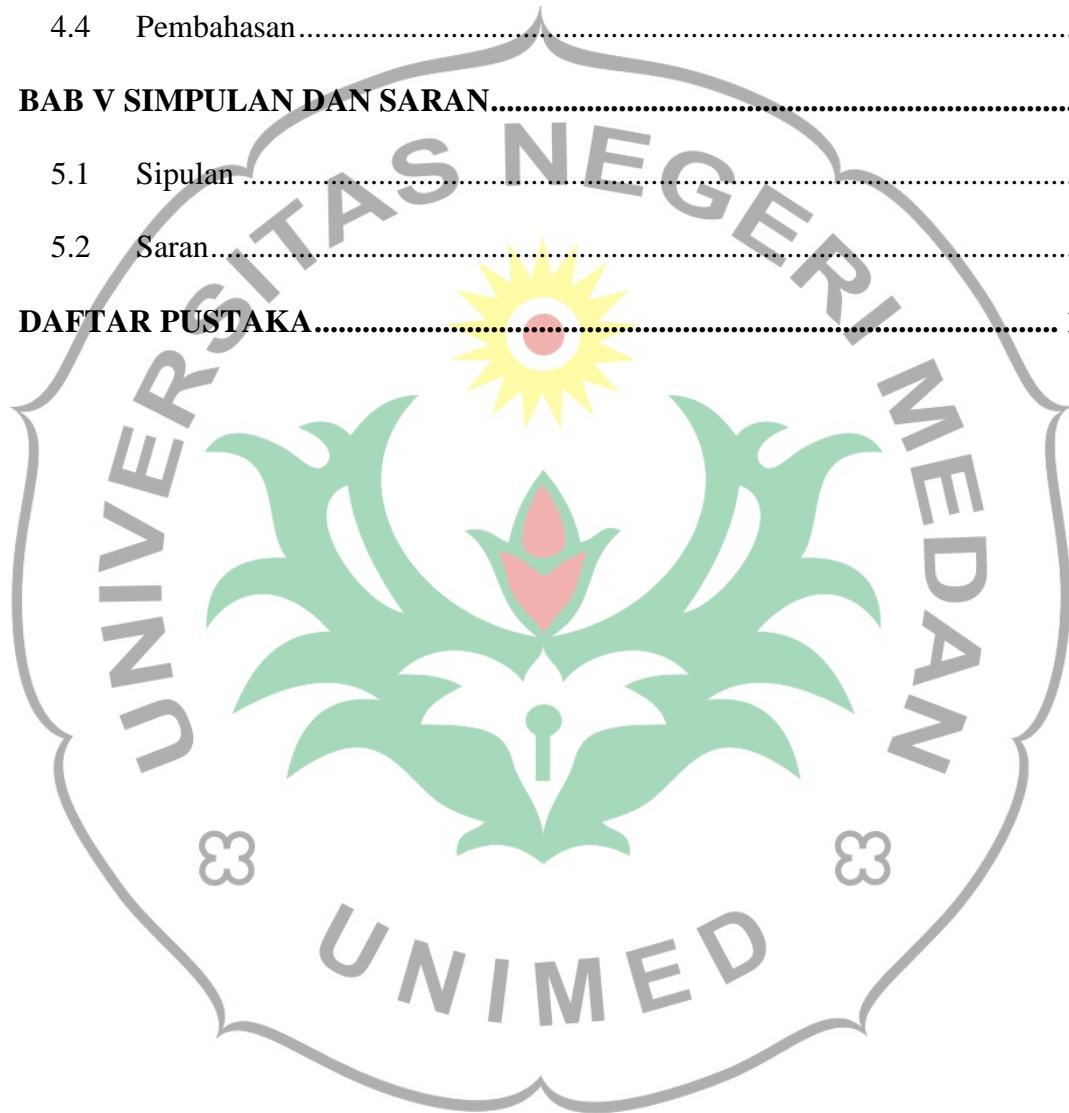 4.4 Pembahasan..........................................................................
BAB V SIMPULAN DAN SARAN..........................................................
5.1 Sipulan ..........................................................................
5.2 Saran..........................................................................
DAFTAR PUSTAKA..........................................................................
UNIVERSITAS NEGERI MEDAN
UNIMED